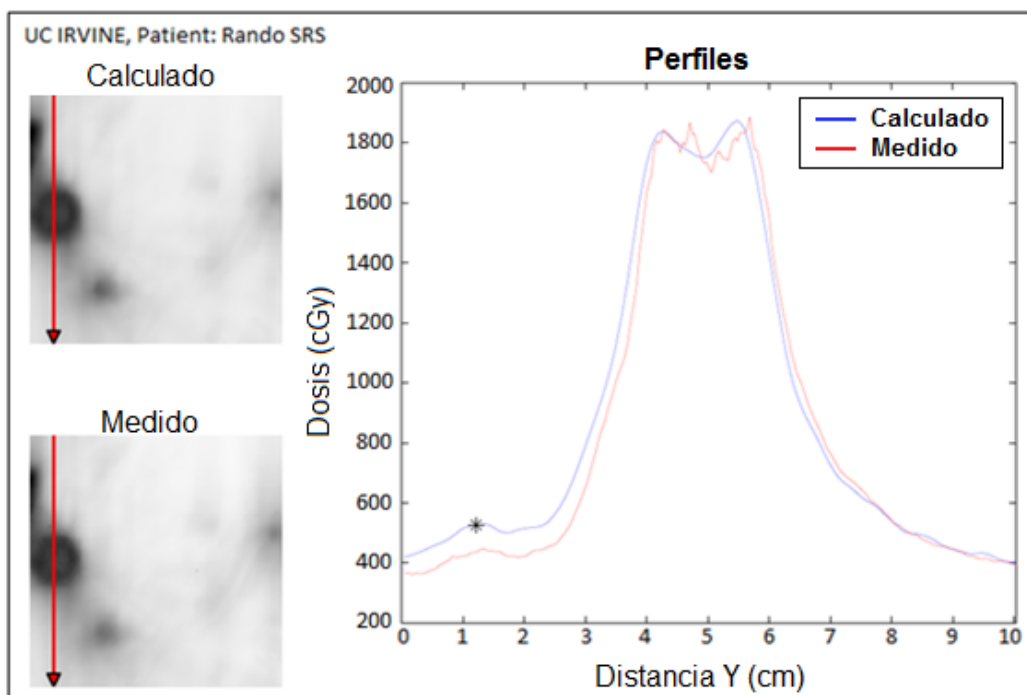 UC IRVINE, Patient: Rando SRS
Calculado
Medido
Perfiles
Calculado
Medido
Dosis (cGy)
2000
1800
1600
1400
1200
1000
800
600
400
200
0 1 2 3 4 5 6 7 8 9 10
Distancia Y (cm)